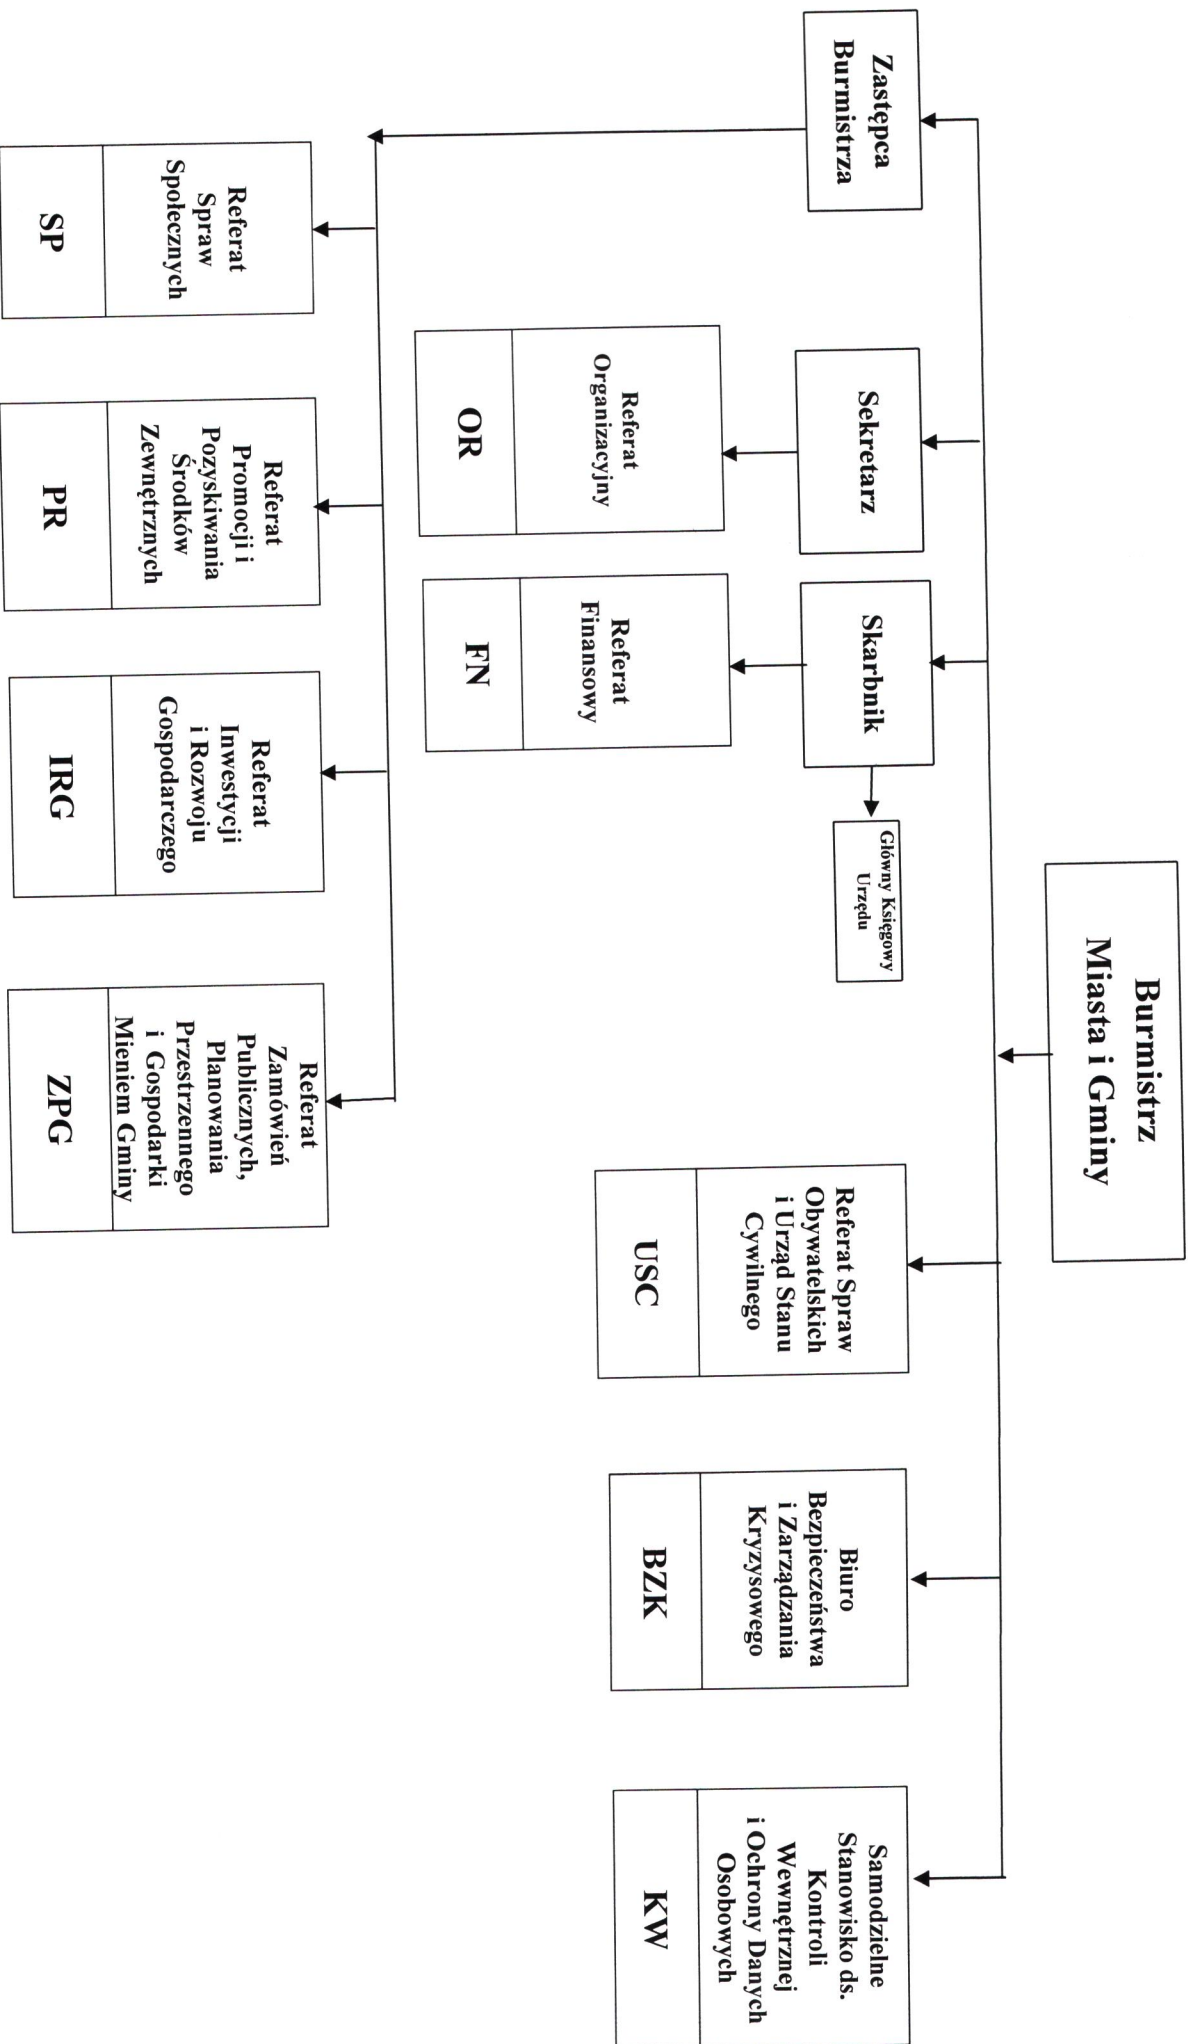 Burmistrz
Miasta i Gminy
Zastępca
Burmistrza
Sekretarz
Skarbnik
Główny Księgowy
Urzędu
Referat
Organizacyjny
OR
Referat
Finansowy
FN
Referat Spraw
Obywatelskich
i Urząd Stanu
Cywilnego
USC
Biuro
Bezpieczeństwa
i Zarządzania
Kryzysowego
BZK
Samodzielne
Stanowisko ds.
Kontroli
Wewnętrznej
i Ochrony Danych
Osobowych
KW
Referat
Spraw
Społecznych
SP
Referat
Promocji i
Pozyskiwania
Środków
Zewnętrznych
PR
Referat
Inwestycji
i Rozwoju
Gospodarczego
IRG
Referat
Zamówień
Publicznych,
Planowania
Przestrzennego
i Gospodarki
Mieniem Gminy
ZPG